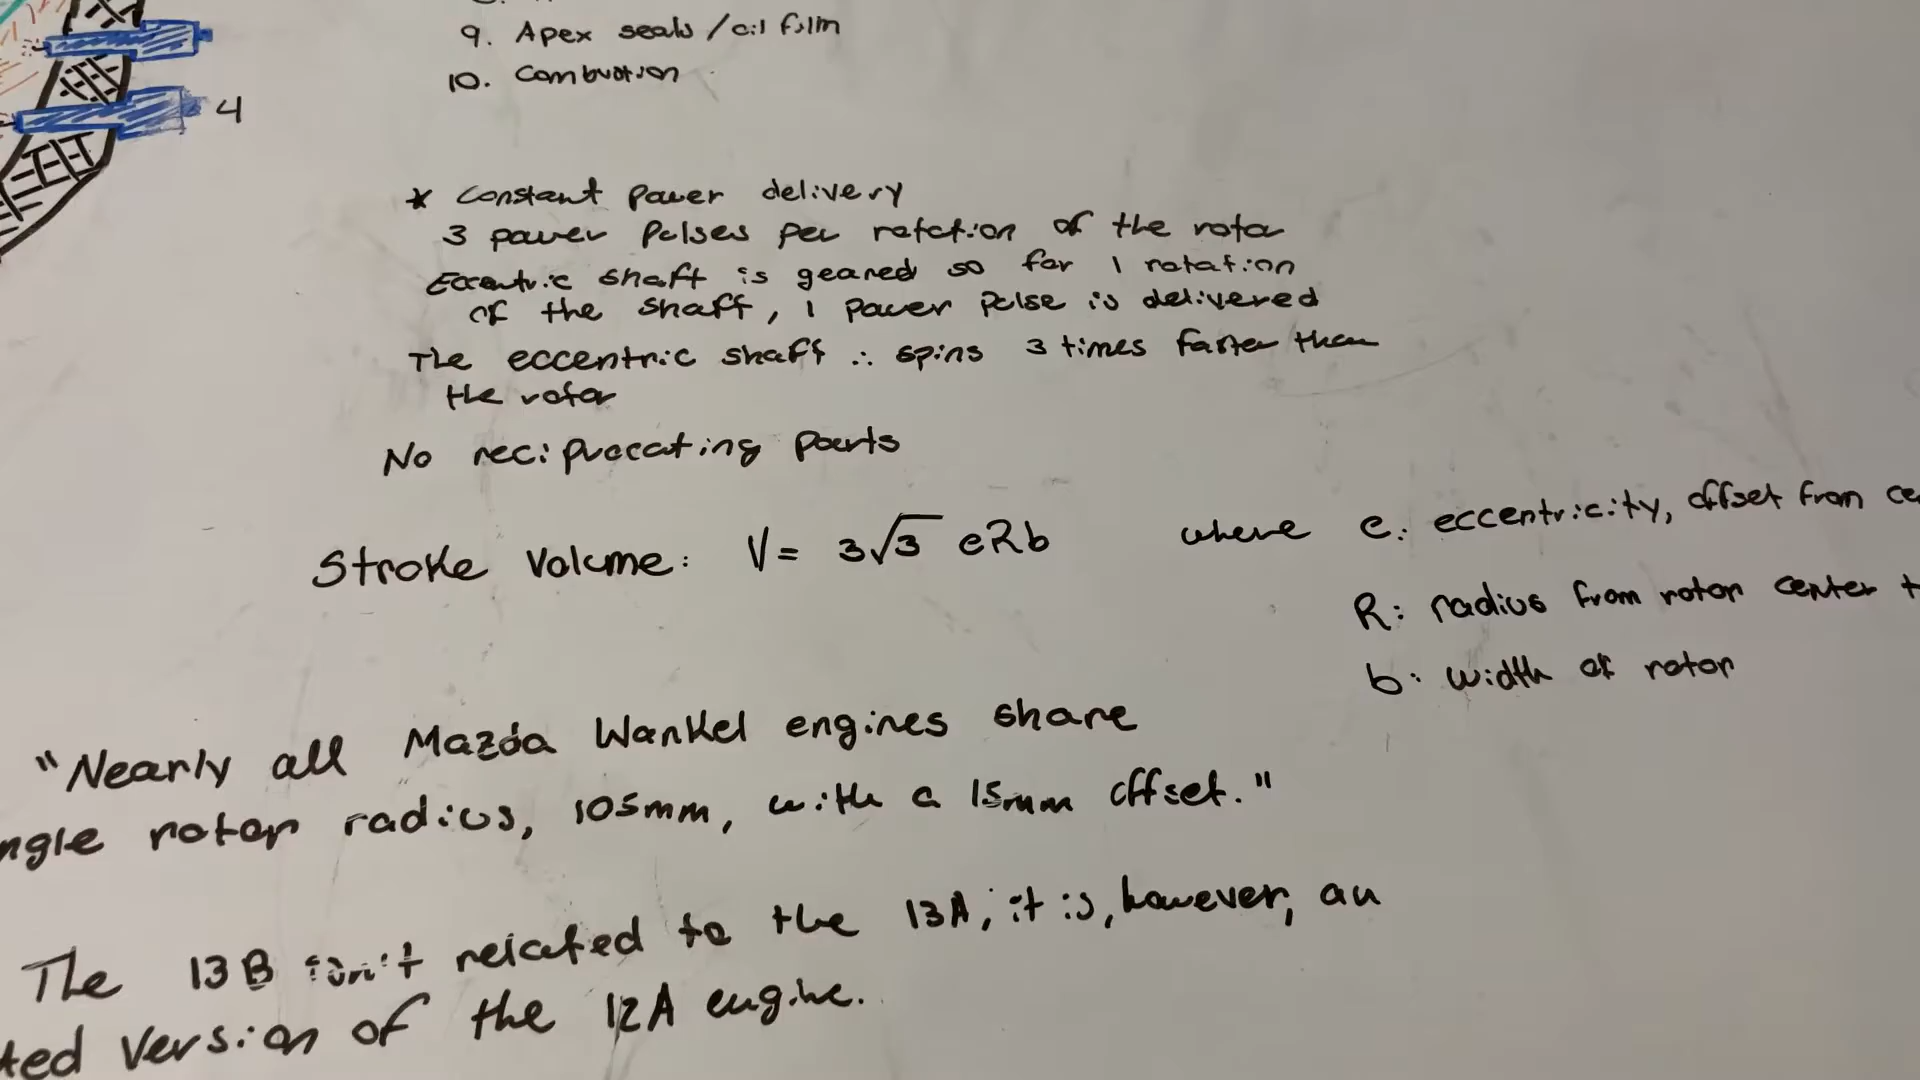 9. Apex seals / oil film
10. Combustion
4
* Constant power delivery
3 power pulses per rotation of the rotor
Eccentric shaft is geared so for 1 rotation
of the shaft, 1 power pulse is delivered
The eccentric shaft ∴ spins 3 times faster than
the rotor
No reciprocating parts
Stroke Volume: V = 3√3 eRb where e: eccentricity, offset from ce
R: radius from rotor center t
b: width of rotor
"Nearly all Mazda Wankel engines share
ngle rotor radius, 105mm, with a 15mm offset."
The 13B isn't related to the 13A; it is, however, an
ted version of the 12A engine.